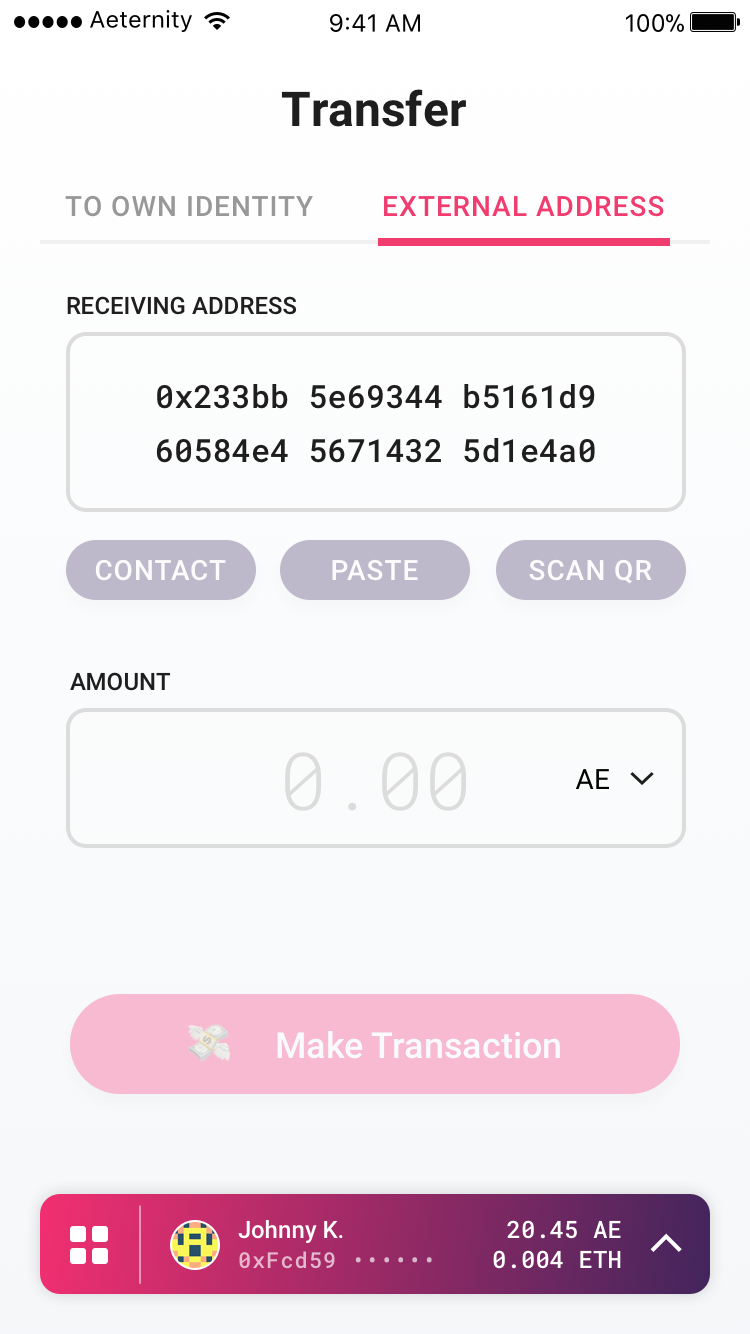 Aeternity 9:41 AM 100%
Transfer
TO OWN IDENTITY EXTERNAL ADDRESS
RECEIVING ADDRESS
0x233bb 5e69344 b5161d9
60584e4 5671432 5d1e4a0
CONTACT PASTE SCAN QR
AMOUNT
0.00 AE
Make Transaction
Johnny K. 20.45 AE
0xFcd59 •••••• 0.004 ETH